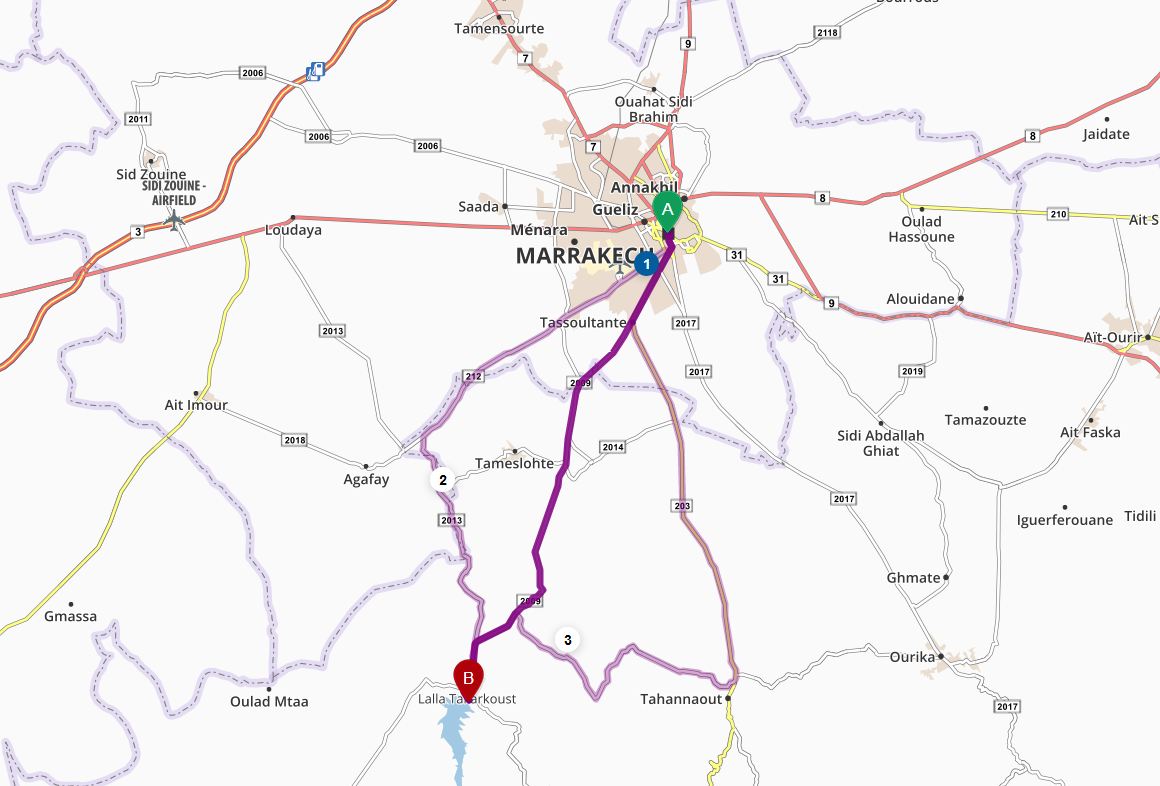 Bourrous
Tamensourte
2118
9
7
2006
Ouahat Sidi
Brahim
2011
8
Jaidate
2006
2006
7
Sid Zouine
SIDI ZOUINE -
AIRFIELD
Annakhil
8
A
Saada
Gueliz
210
Ait S
Oulad
Hassoune
3
Loudaya
Ménara
MARRAKECH
31
1
31
Alouidane
9
2013
Tassoultante
2017
Aït-Ourir
212
2009
2017
2019
Ait Imour
Tamazouzte
Sidi Abdallah
Ghiat
Ait Faska
2018
2014
Agafay
Tameslohte
2
2017
203
2013
Iguerferouane
Tidili
Ghmate
Gmassa
2009
3
Ourika
B
Oulad Mtaa
Lalla Takarkoust
Tahannaout
2017